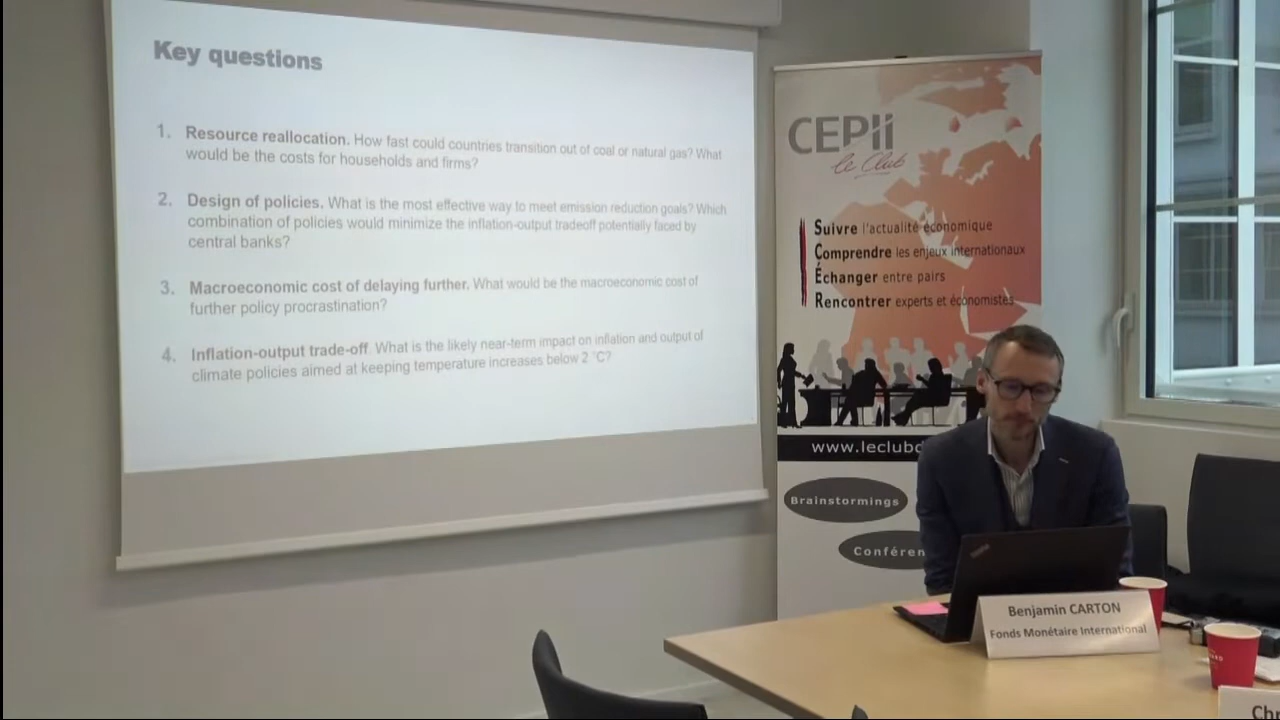 Key questions
1. Resource reallocation. How fast could countries transition out of coal or natural gas? What
would be the costs for households and firms?
2. Design of policies. What is the most effective way to meet emission reduction goals? Which
combination of policies would minimize the inflation-output tradeoff potentially faced by
central banks?
3. Macroeconomic cost of delaying further. What would be the macroeconomic cost of
further policy procrastination?
4. Inflation-output trade-off. What is the likely near-term impact on inflation and output of
climate policies aimed at keeping temperature increases below 2 °C?
CEPII
le Club
Suivre l'actualité économique
Comprendre les enjeux internationaux
Échanger entre pairs
Rencontrer experts et économistes
www.leclubd
Brainstormings
Conféren
ThinkPad
Benjamin CARTON
Fonds Monétaire International
Chr